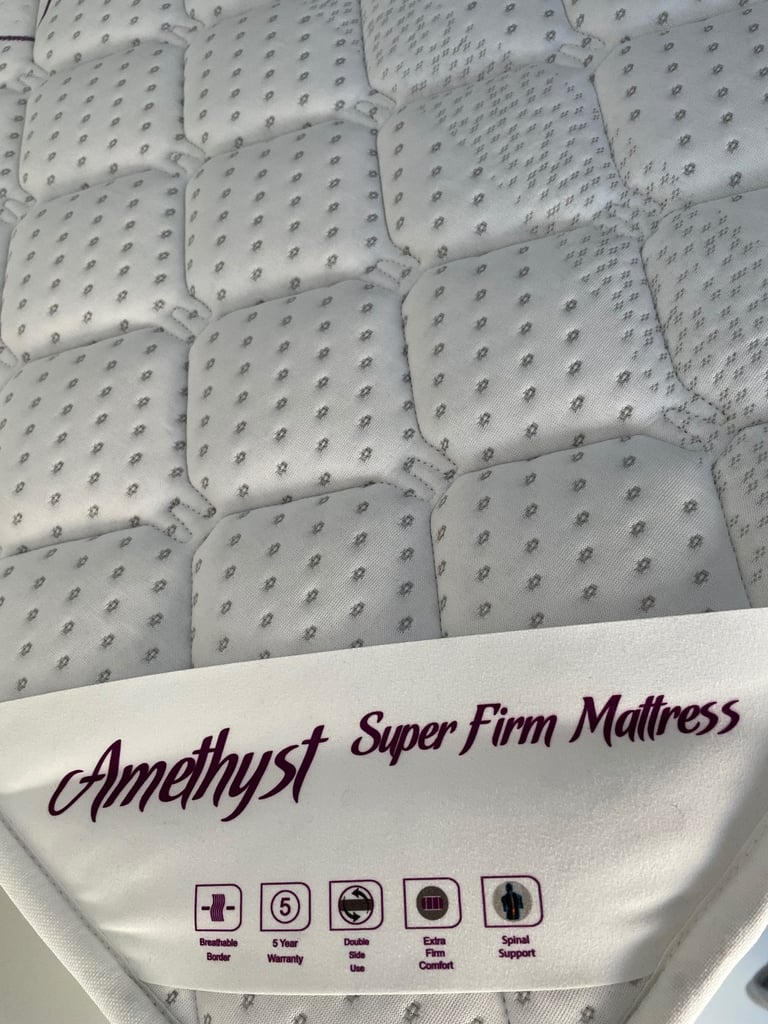 Amethyst Super Firm Mattress
5
Breathable
Border
5 Year
Warranty
Double
Side
Use
Extra
Firm
Comfort
Spinal
Support